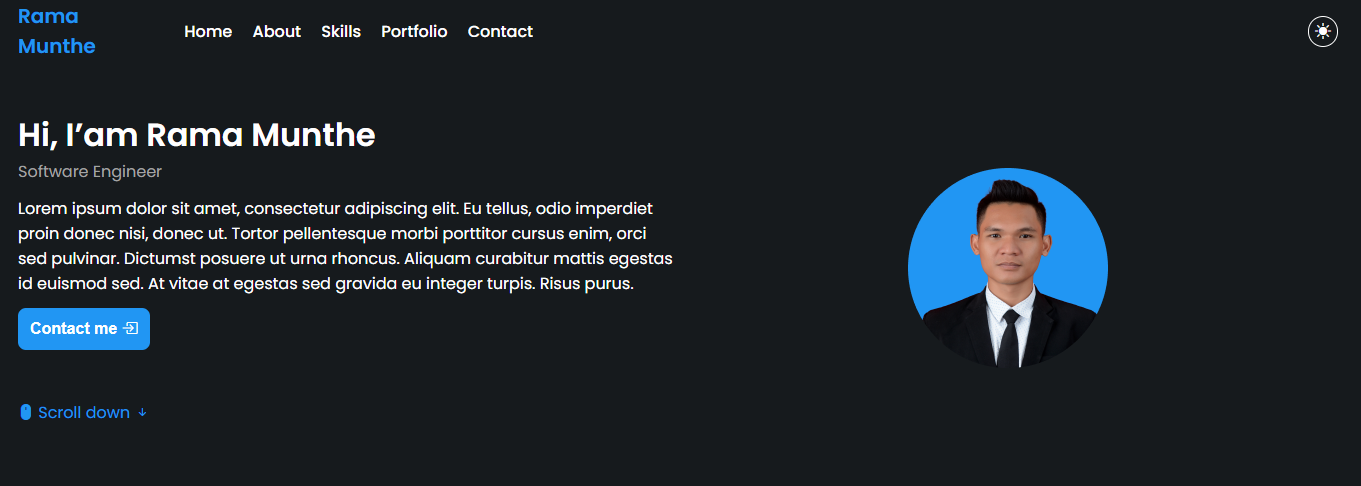 Rama
Munthe
Home About Skills Portfolio Contact
Hi, I’am Rama Munthe
Software Engineer
Lorem ipsum dolor sit amet, consectetur adipiscing elit. Eu tellus, odio imperdiet
proin donec nisi, donec ut. Tortor pellentesque morbi porttitor cursus enim, orci
sed pulvinar. Dictumst posuere ut urna rhoncus. Aliquam curabitur mattis egestas
id euismod sed. At vitae at egestas sed gravida eu integer turpis. Risus purus.
Contact me
Scroll down